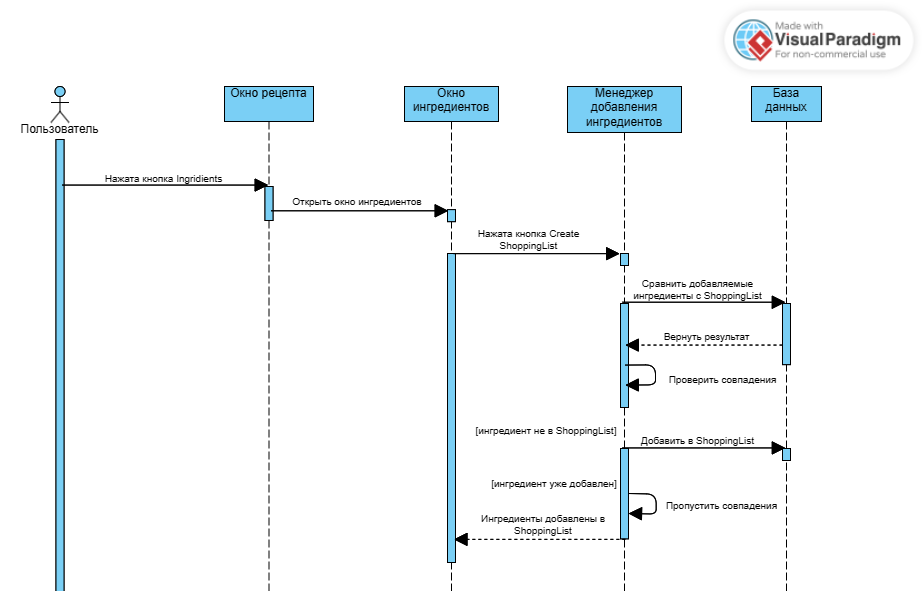 Made with
VisualParadigm
For non-commercial use
Пользователь
Окно рецепта
Окно
ингредиентов
Менеджер
добавления
ингредиентов
База
данных
Нажата кнопка Ingridients
Открыть окно ингредиентов
Нажата кнопка Create
ShoppingList
Сравнить добавляемые
ингредиенты с ShoppingList
Вернуть результат
Проверить совпадения
[ингредиент не в ShoppingList]
Добавить в ShoppingList
[ингредиент уже добавлен]
Пропустить совпадения
Ингредиенты добавлены в
ShoppingList